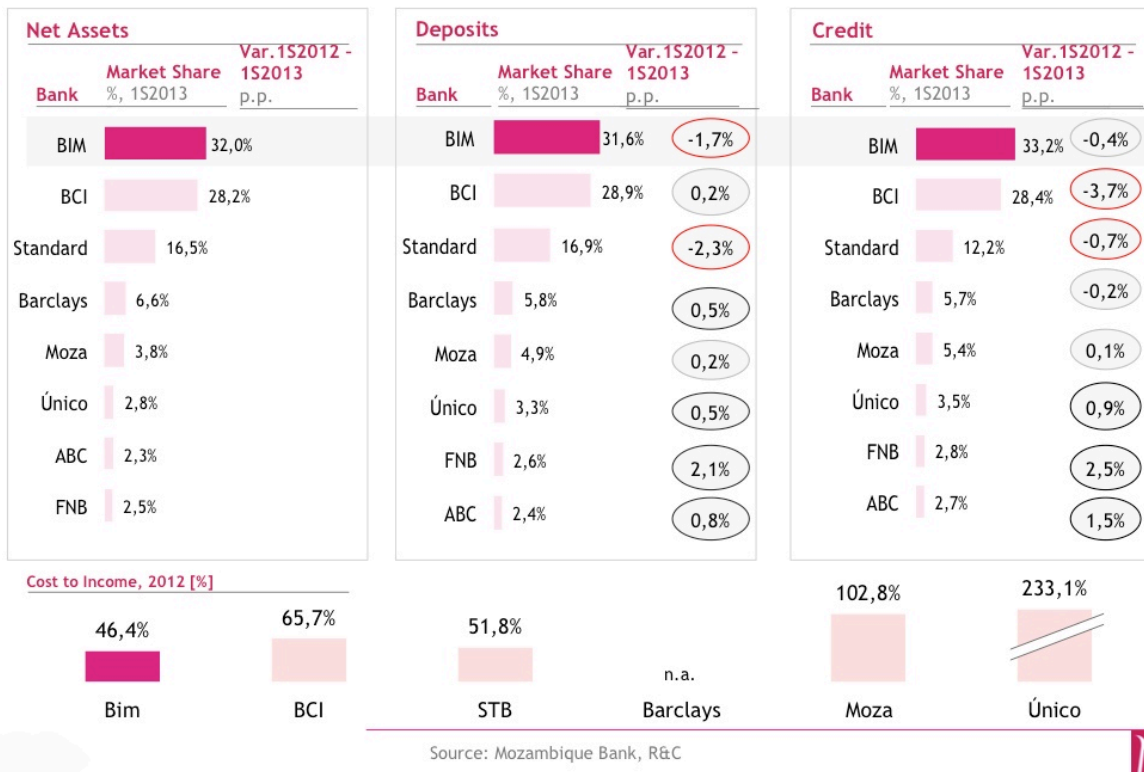 Net Assets
Bank
Market Share
%, 1S2013
Var.1S2012 -
1S2013
p.p.
BIM 32,0%
BCI 28,2%
Standard 16,5%
Barclays 6,6%
Moza 3,8%
Único 2,8%
ABC 2,3%
FNB 2,5%
Deposits
Bank
Market Share
%, 1S2013
Var.1S2012 -
1S2013
p.p.
BIM 31,6% -1,7%
BCI 28,9% 0,2%
Standard 16,9% -2,3%
Barclays 5,8% 0,5%
Moza 4,9% 0,2%
Único 3,3% 0,5%
FNB 2,6% 2,1%
ABC 2,4% 0,8%
Credit
Bank
Market Share
%, 1S2013
Var.1S2012 -
1S2013
p.p.
BIM 33,2% -0,4%
BCI 28,4% -3,7%
Standard 12,2% -0,7%
Barclays 5,7% -0,2%
Moza 5,4% 0,1%
Único 3,5% 0,9%
FNB 2,8% 2,5%
ABC 2,7% 1,5%
Cost to Income, 2012 [%]
46,4% 65,7% 51,8% n.a. 102,8% 233,1%
Bim BCI STB Barclays Moza Único
Source: Mozambique Bank, R&C